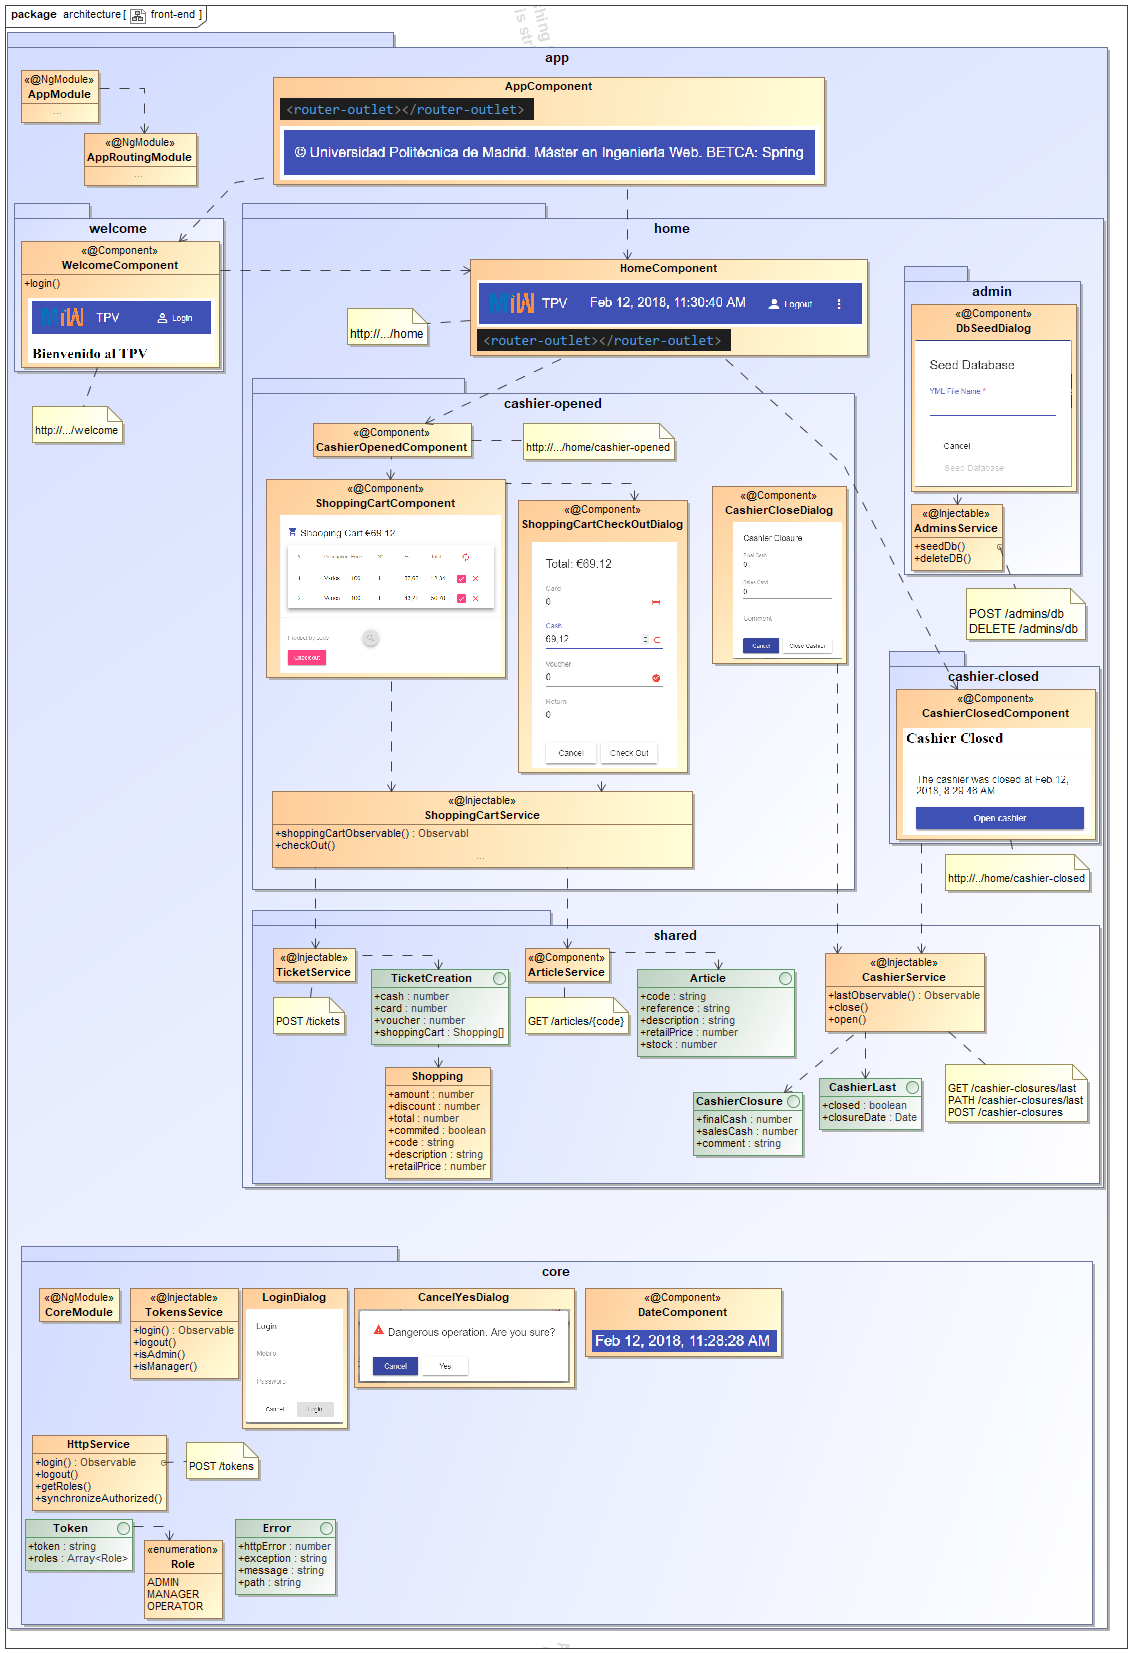 package architecture [ front-end ]
app
«@NgModule»
AppModule
...
«@NgModule»
AppRoutingModule
...
AppComponent
<router-outlet></router-outlet>
© Universidad Politécnica de Madrid. Máster en Ingeniería Web. BETCA: Spring
welcome
«@Component»
WelcomeComponent
+login()
MiW TPV Login
Bienvenido al TPV
http://.../welcome
home
HomeComponent
MiW TPV Feb 12, 2018, 11:30:40 AM Logout
<router-outlet></router-outlet>
http://.../home
admin
«@Component»
DbSeedDialog
Seed Database
YML File Name *
Cancel
Seed Database
«@Injectable»
AdminsService
+seedDb()
+deleteDB()
POST /admins/db
DELETE /admins/db
cashier-opened
«@Component»
CashierOpenedComponent
http://.../home/cashier-opened
«@Component»
ShoppingCartComponent
Shopping Cart €69.12
Check out
«@Component»
ShoppingCartCheckOutDialog
Total: €69.12
Card
0
Cash
69,12
Voucher
0
Return
0
Cancel Check Out
«@Component»
CashierCloseDialog
Cashier Closure
Final Cash
0
Sales Card
0
Comment
Cancel Close Cashier
«@Injectable»
ShoppingCartService
+shoppingCartObservable() : Observabl
+checkOut()
...
cashier-closed
«@Component»
CashierClosedComponent
Cashier Closed
The cashier was closed at Feb 12,
2018, 8:29:46 AM
Open cashier
http://../home/cashier-closed
shared
«@Injectable»
TicketService
POST /tickets
TicketCreation
+cash : number
+card : number
+voucher : number
+shoppingCart : Shopping[]
Shopping
+amount : number
+discount : number
+total : number
+commited : boolean
+code : string
+description : string
+retailPrice : number
«@Component»
ArticleService
GET /articles/{code}
Article
+code : string
+reference : string
+description : string
+retailPrice : number
+stock : number
«@Injectable»
CashierService
+lastObservable() : Observable
+close()
+open()
CashierClosure
+finalCash : number
+salesCash : number
+comment : string
CashierLast
+closed : boolean
+closureDate : Date
GET /cashier-closures/last
PATH /cashier-closures/last
POST /cashier-closures
core
«@NgModule»
CoreModule
«@Injectable»
TokensSevice
+login() : Observable
+logout()
+isAdmin()
+isManager()
LoginDialog
Login
Password
Cancel Login
CancelYesDialog
Dangerous operation. Are you sure?
Cancel Yes
«@Component»
DateComponent
Feb 12, 2018, 11:28:28 AM
HttpService
+login() : Observable
+logout()
+getRoles()
+synchronizeAuthorized()
POST /tokens
Token
+token : string
+roles : Array<Role>
«enumeration»
Role
ADMIN
MANAGER
OPERATOR
Error
+httpError : number
+exception : string
+message : string
+path : string